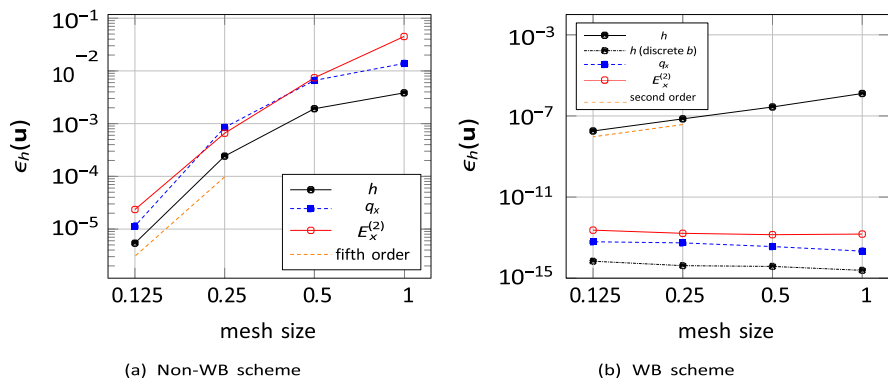 10^{-1}
10^{-2}
10^{-3}
10^{-4}
10^{-5}
ϵ_h(u)
h
q_x
E_x^{(2)}
fifth order
0.125 0.25 0.5 1
mesh size
(a) Non-WB scheme
10^{-3}
10^{-7}
10^{-11}
10^{-15}
ϵ_h(u)
h
h (discrete b)
q_x
E_x^{(2)}
second order
0.125 0.25 0.5 1
mesh size
(b) WB scheme